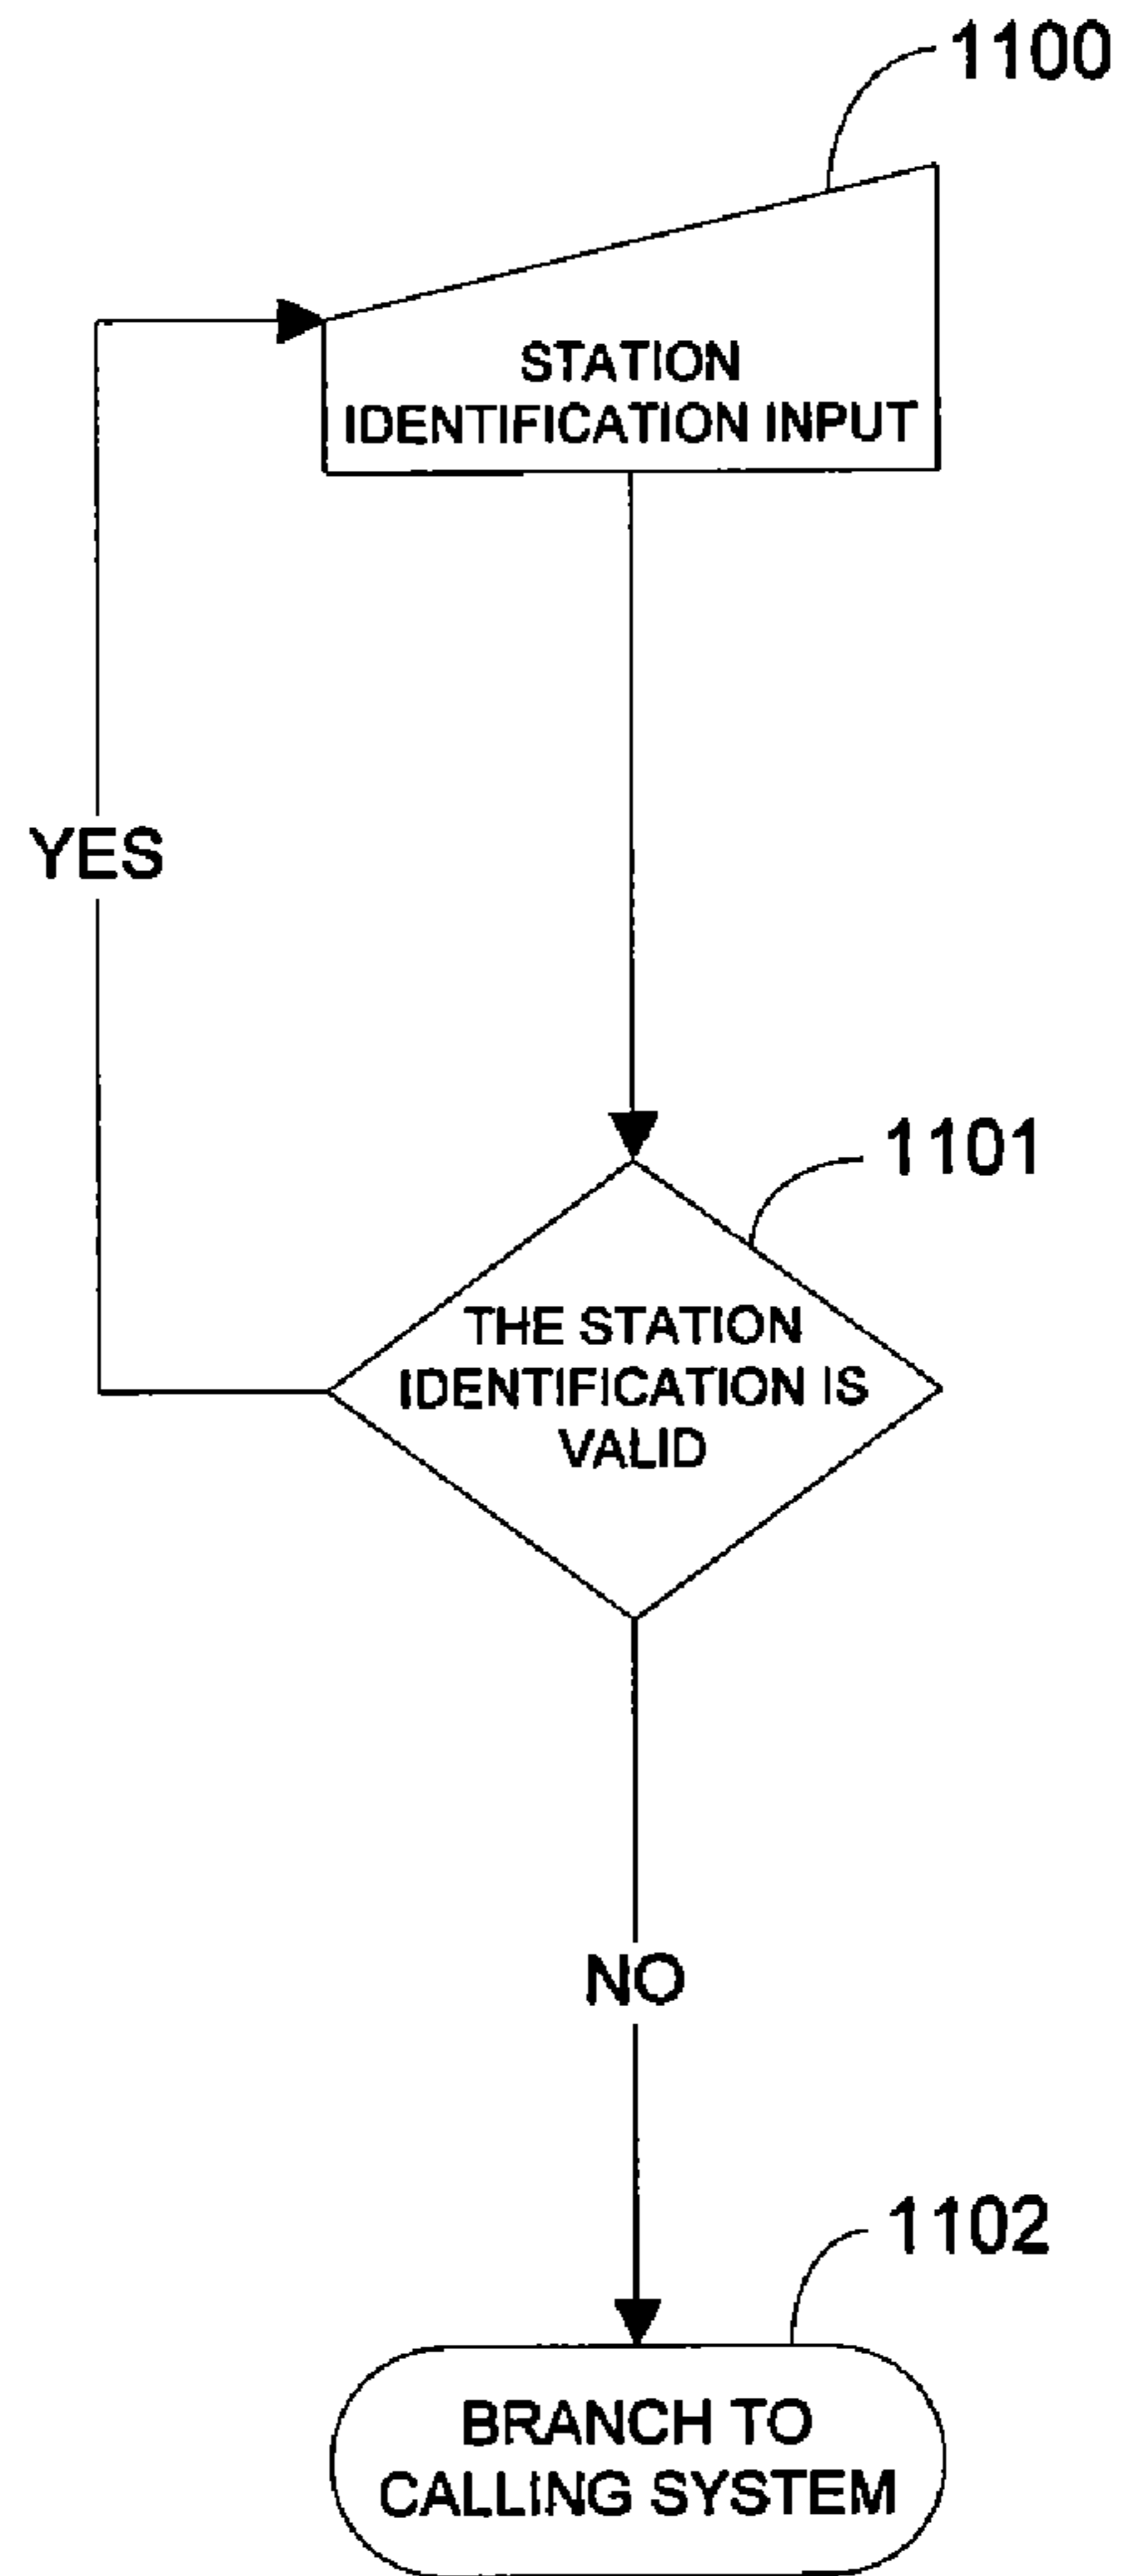 1100
STATION
IDENTIFICATION INPUT
YES
1101
THE STATION
IDENTIFICATION IS
VALID
NO
1102
BRANCH TO
CALLING SYSTEM